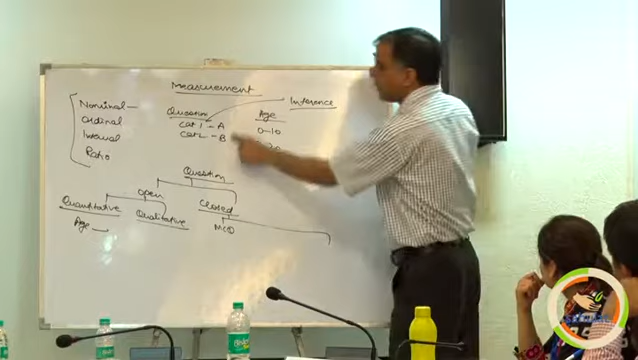 Measurement
Nominal
Ordinal
Interval
Ratio
Question
Cat 1 - A
Cat 2 - B
Age
0-10
Inference
Question
Open
Quantitative
Age
Qualitative
Closed
MCQ